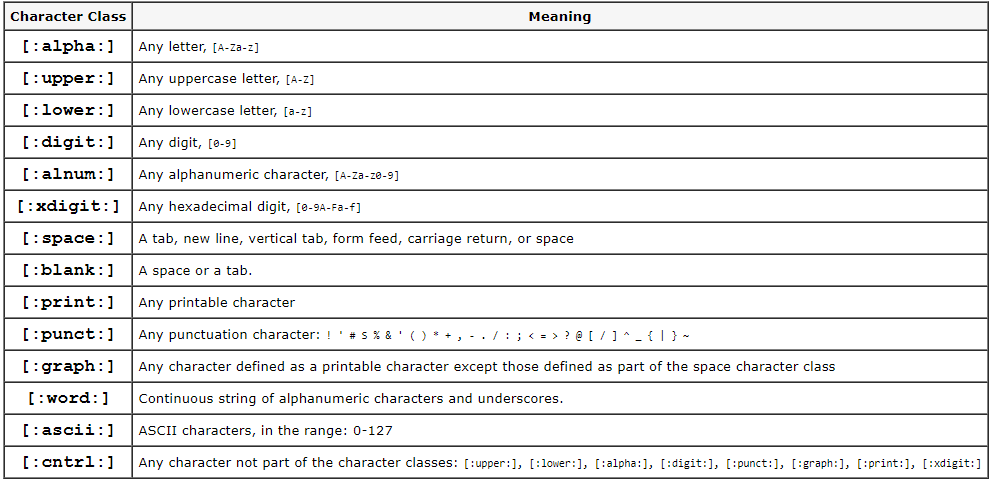 Character Class Meaning
[:alpha:] Any letter, [A-Za-z]
[:upper:] Any uppercase letter, [A-Z]
[:lower:] Any lowercase letter, [a-z]
[:digit:] Any digit, [0-9]
[:alnum:] Any alphanumeric character, [A-Za-z0-9]
[:xdigit:] Any hexadecimal digit, [0-9A-Fa-f]
[:space:] A tab, new line, vertical tab, form feed, carriage return, or space
[:blank:] A space or a tab.
[:print:] Any printable character
[:punct:] Any punctuation character: ! ' # S % & ' ( ) * + , - . / : ; < = > ? @ [ / ] ^ _ { | } ~
[:graph:] Any character defined as a printable character except those defined as part of the space character class
[:word:] Continuous string of alphanumeric characters and underscores.
[:ascii:] ASCII characters, in the range: 0-127
[:cntrl:] Any character not part of the character classes: [:upper:], [:lower:], [:alpha:], [:digit:], [:punct:], [:graph:], [:print:], [:xdigit:]